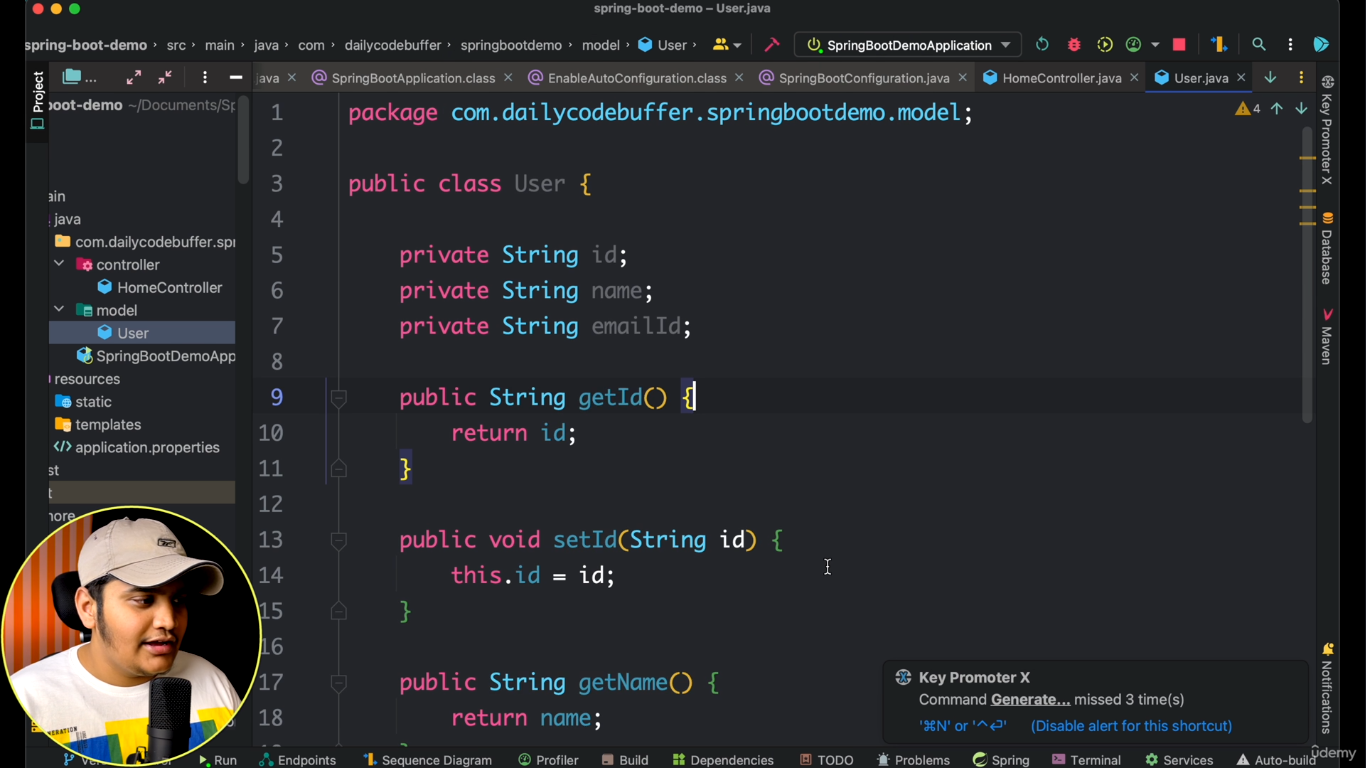 spring-boot-demo – User.java
spring-boot-demo › src › main › java › com › dailycodebuffer › springbootdemo › model › User
SpringBootDemoApplication
Project
...
java
SpringBootApplication.class
EnableAutoConfiguration.class
SpringBootConfiguration.java
HomeController.java
User.java
boot-demo ~/Documents/Sp
ain
java
com.dailycodebuffer.spr
controller
HomeController
model
User
SpringBootDemoApp
resources
static
templates
application.properties
st
t
1 package com.dailycodebuffer.springbootdemo.model;
2
3 public class User {
4
5 private String id;
6 private String name;
7 private String emailId;
8
9 public String getId() {
10 return id;
11 }
12
13 public void setId(String id) {
14 this.id = id;
15 }
16
17 public String getName() {
18 return name;
4
Key Promoter X
Database
Maven
Notifications
Key Promoter X
Command Generate... missed 3 time(s)
'⌘N' or '^⏎' (Disable alert for this shortcut)
Run
Endpoints
Sequence Diagram
Profiler
Build
Dependencies
TODO
Problems
Spring
Terminal
Services
Auto-build
ûdemy